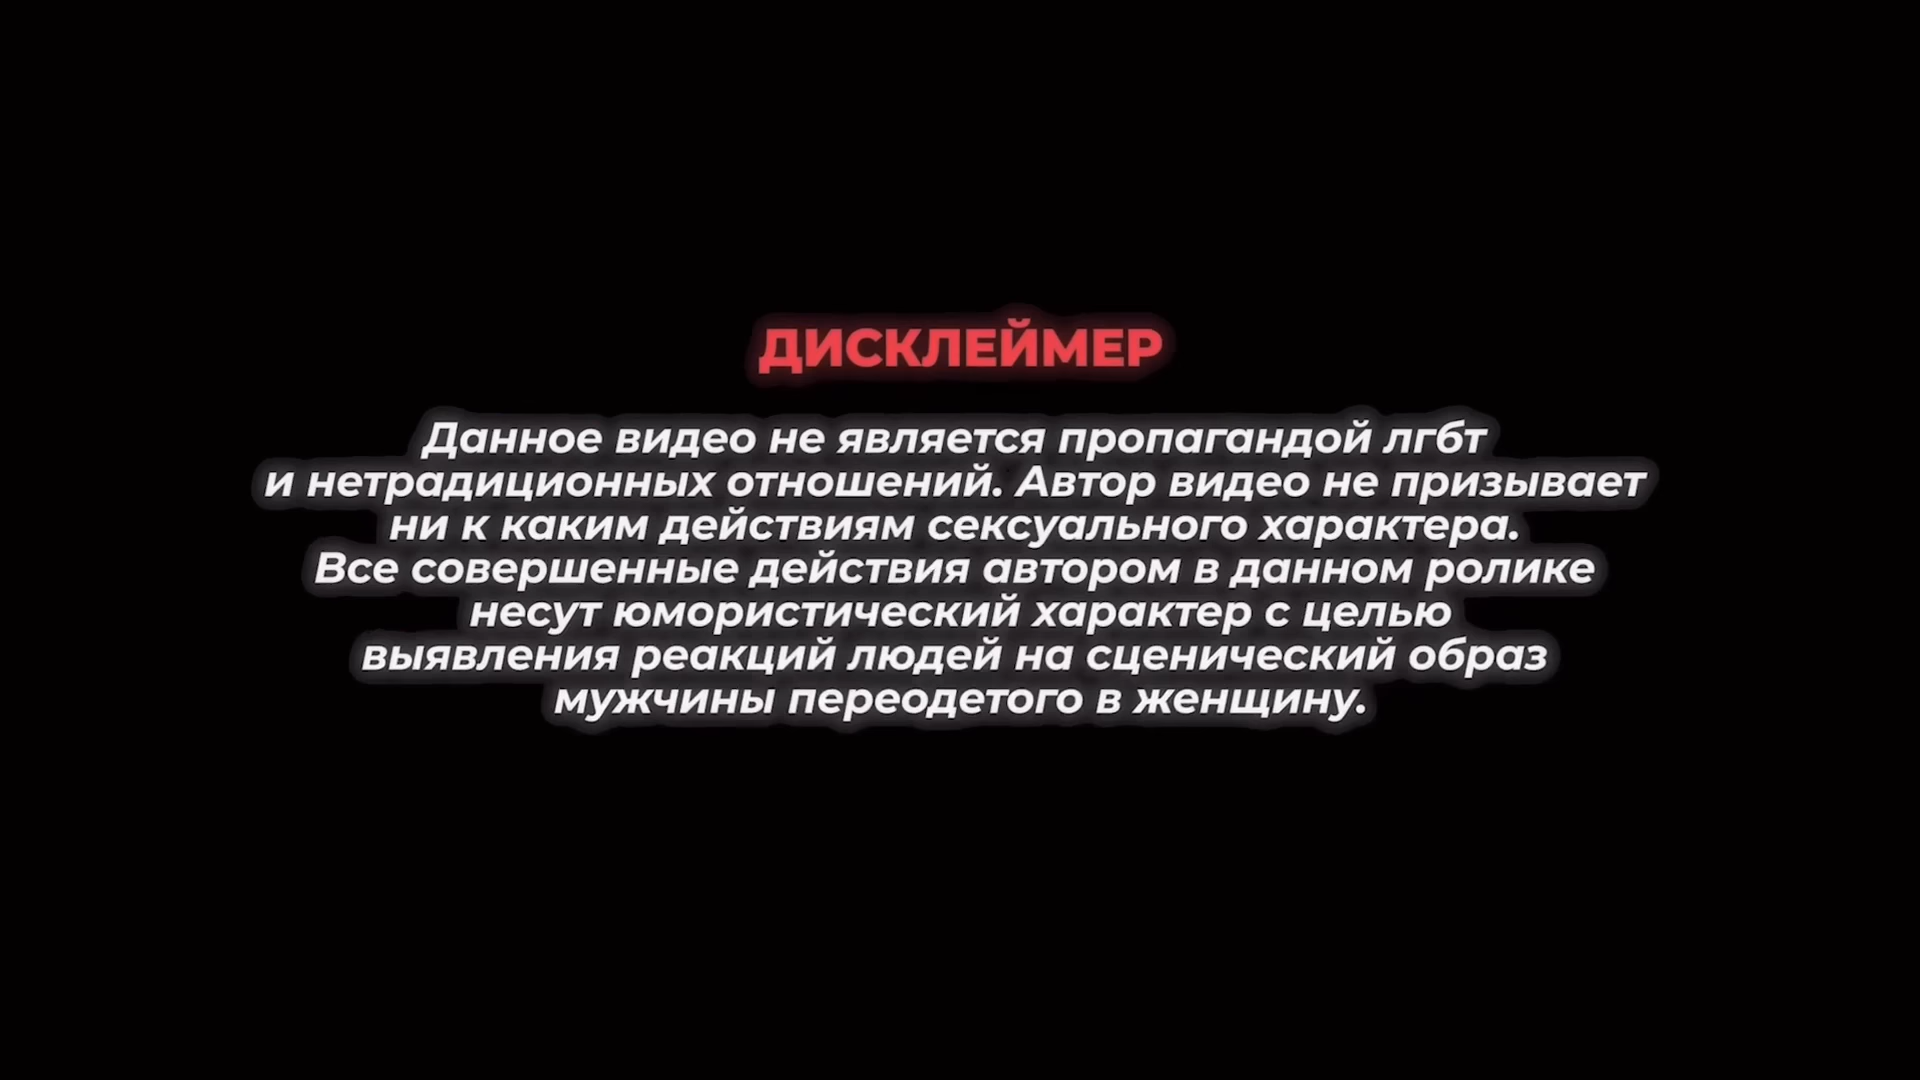 ДИСКЛЕЙМЕР
Данное видео не является пропагандой лгбт
и нетрадиционных отношений. Автор видео не призывает
ни к каким действиям сексуального характера.
Все совершенные действия автором в данном ролике
несут юмористический характер с целью
выявления реакций людей на сценический образ
мужчины переодетого в женщину.